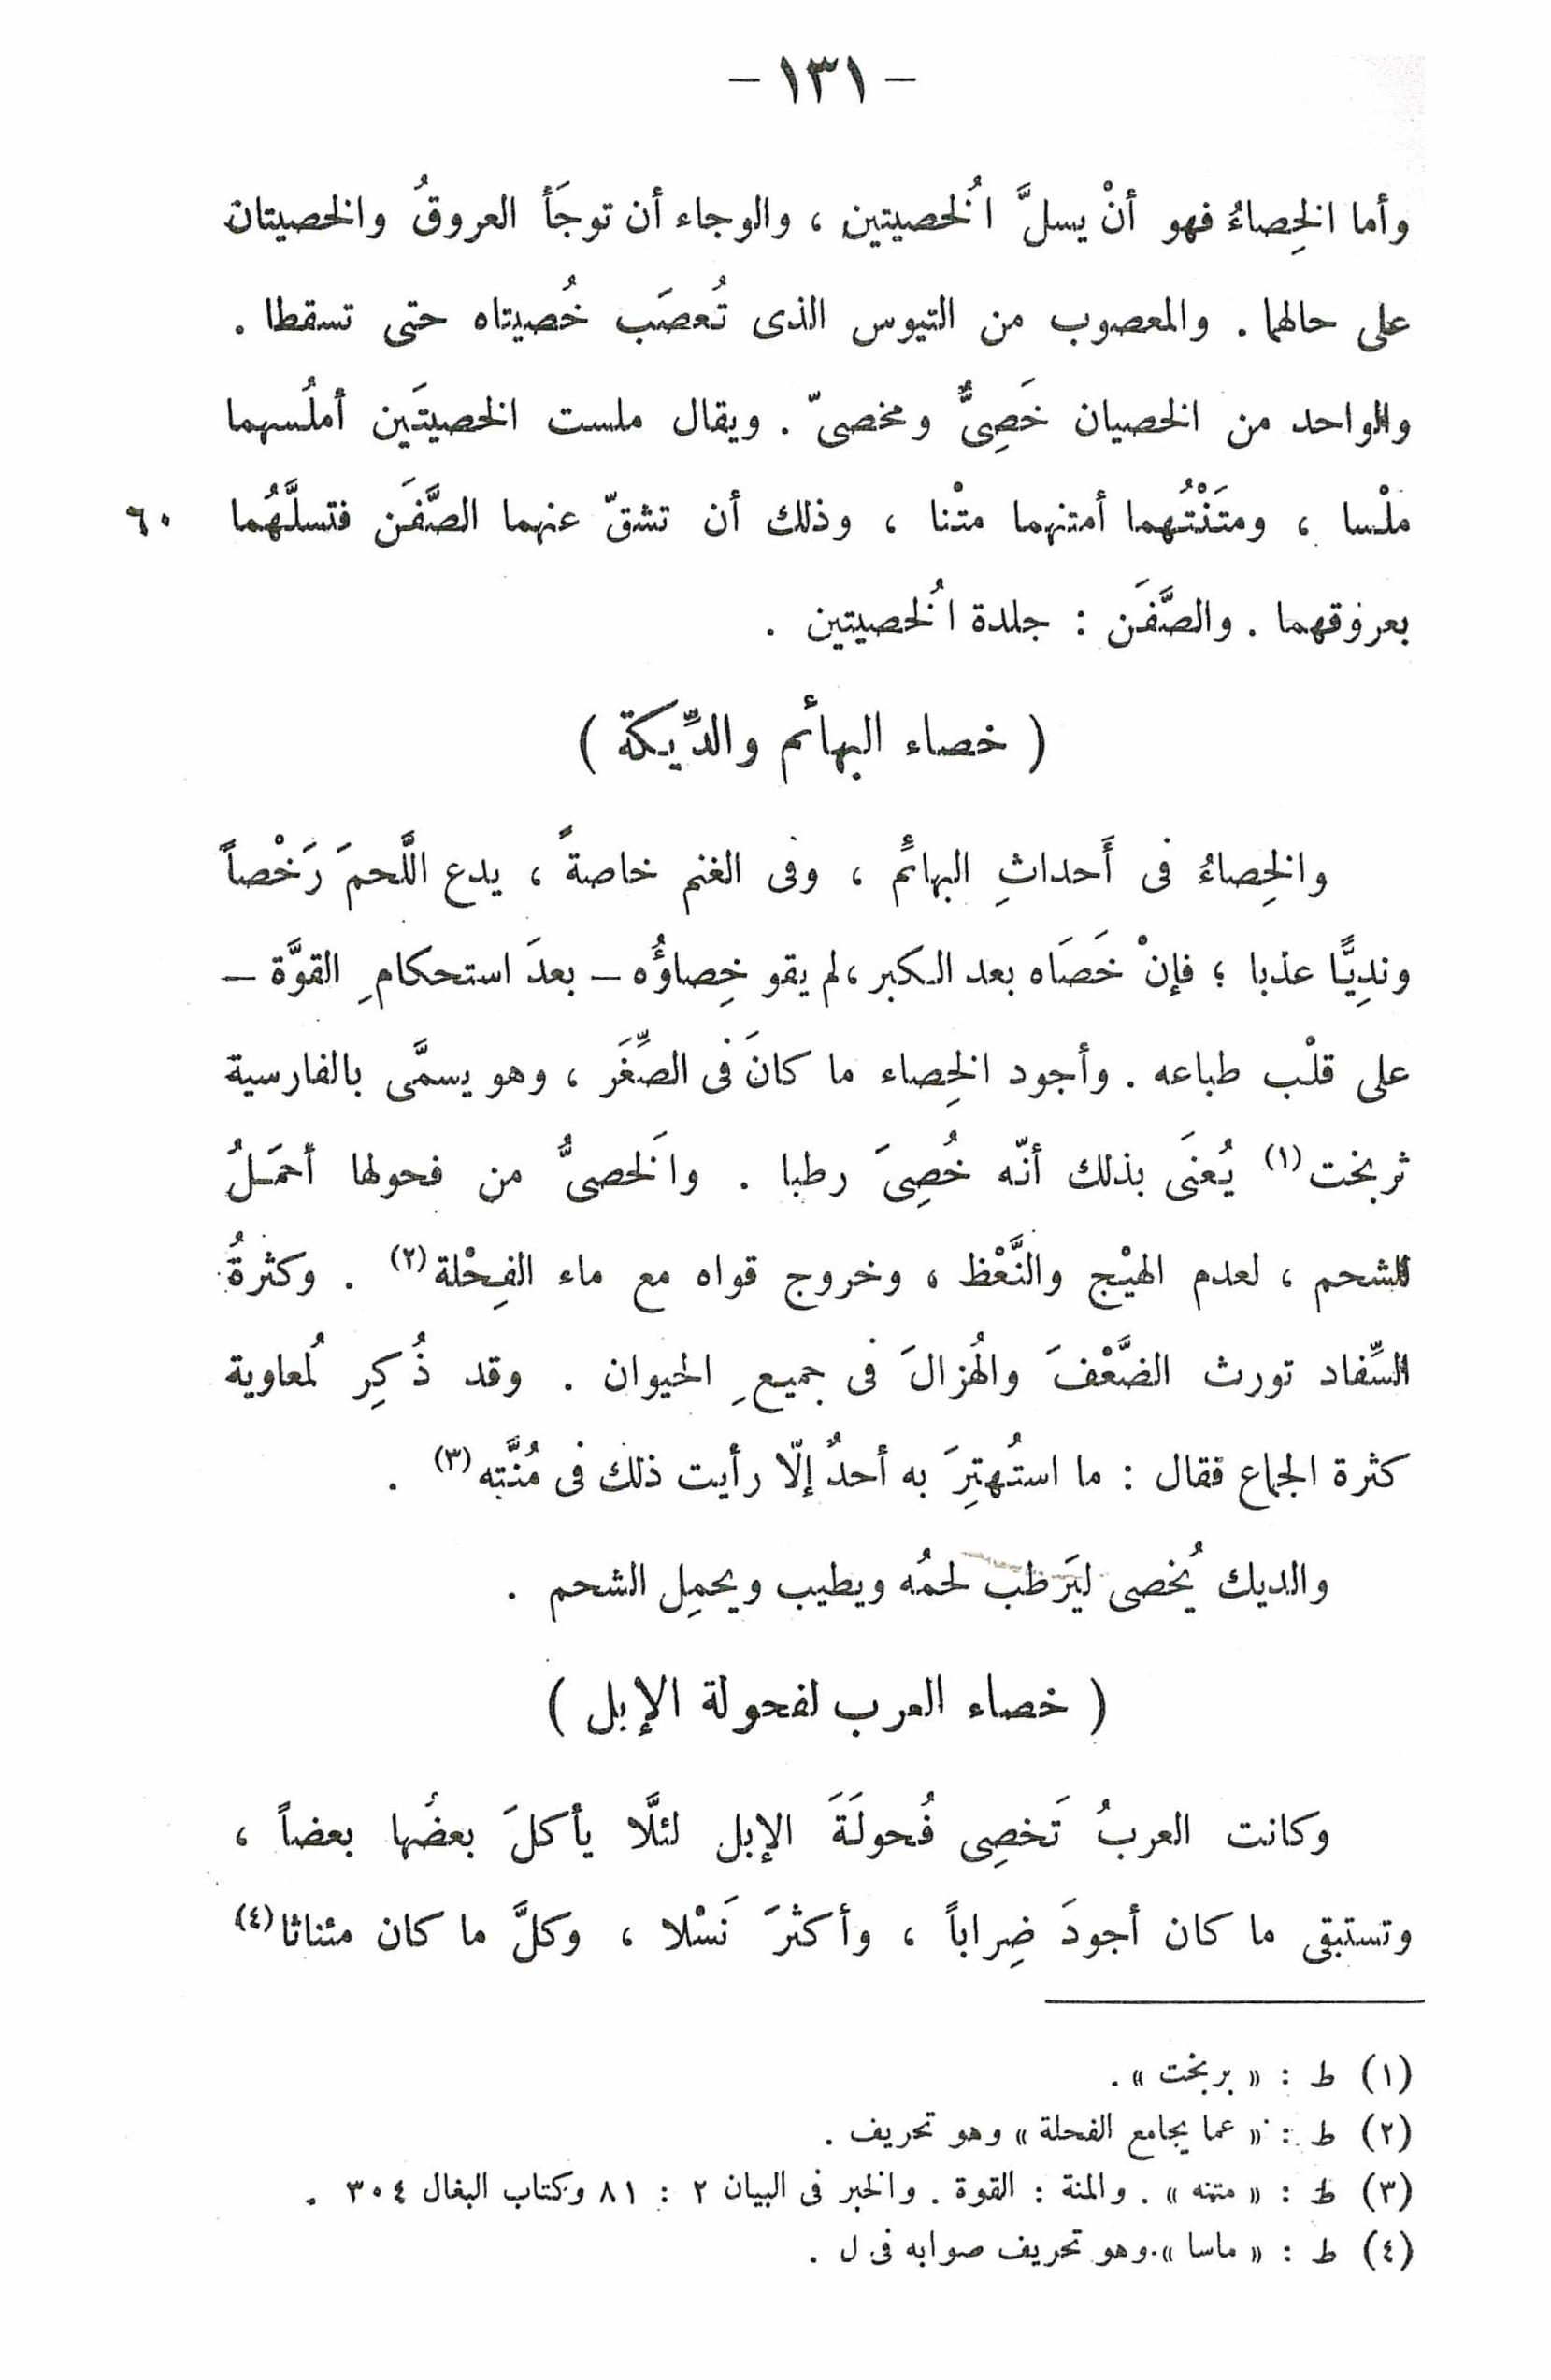 - ١٣١ -
وأما الخِصاءُ فهو أنْ يسلَّ الُخصيتين ، والوجاء أن توجَأ العروقُ والخصيتان
على حالهما . والمعصوب من التيوس الذى تُعصَب خُصيتاه حتى تسقطا .
والواحد من الخصيان خَصِىٌّ ومخصىّ . ويقال ملست الخصيتَين أملُسهما
ملْسا ، ومتَنْتُهما أمتنهما متْنا ، وذلك أن تشقّ عنهما الصَّفَن فتسلَّهُما ٦٠
بعروقهما . والصَّفَن : جلدة الُخصيتين .
( خصاء البهائم والدِّيكة )
والخِصاءُ فى أَحداثِ البهائم ، وفى الغنم خاصةً ، يدع اللَّحمَ رَخْصاً
وندِيًّا عذبا ؛ فإنْ خَصَاه بعد الكبر ، لم يقو خِصاؤُه – بعدَ استحكامِ القوَّة –
على قلْب طباعه . وأجود الخِصاء ما كانَ فى الصِّغَر ، وهو يسمَّى بالفارسية
ثربخت (١) يُعنَى بذلك أنّه خُصِىَ رطبا . والَخصىُّ من فحولها أحمَلُ
للشحم ، لعدم الهيْج والنَّعْظ ، وخروج قواه مع ماء الفِحْلة (٢) . وكثرةُ
السِّفاد تورث الضَّعْفَ والهُزالَ فى جميعِ الحيوان . وقد ذُكِر لُمعاوية
كثرة الجماع فقال : ما استُهتِرَ به أحدٌ إلّا رأيت ذلك فى مُنَّته (٣) .
والديك يُخصى ليَرطب لحمُه ويطيب ويحمِل الشحم .
( خصاء العرب لفحولة الإبل )
وكانت العربُ تَخصِى فُحولَةَ الإبل لئلَّا يأكلَ بعضُها بعضاً ،
وتستبقى ما كان أجودَ ضِراباً ، وأكثرَ نَسْلا ، وكلَّ ما كان مئناثا (٤)
(١) ط : « بربخت » .
(٢) ط : « عما يجامع الفحلة » وهو تحريف .
(٣) ط : « متنه » . والمنة : القوة . والخبر فى البيان ٢ : ٨١ وكتاب البغال ٣٠٤ .
(٤) ط : « ماسا » . وهو تحريف صوابه فى ل .